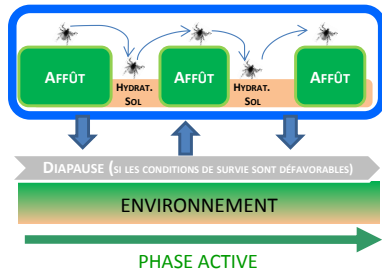 AFFÛT
HYDRAT.
SOL
AFFÛT
HYDRAT.
SOL
AFFÛT
DIAPAUSE (SI LES CONDITIONS DE SURVIE SONT DÉFAVORABLES)
ENVIRONNEMENT
PHASE ACTIVE